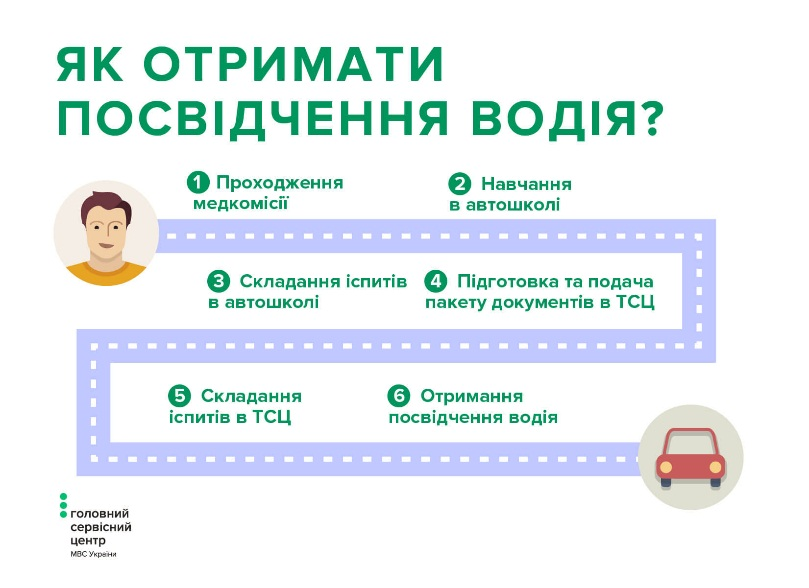 ЯК ОТРИМАТИ
ПОСВІДЧЕННЯ ВОДІЯ?
1 Проходження
медкомісії
2 Навчання
в автошколі
3 Складання іспитів
в автошколі
4 Підготовка та подача
пакету документів в ТСЦ
5 Складання
іспитів в ТСЦ
6 Отримання
посвідчення водія
головний
сервісний
центр
МВС України